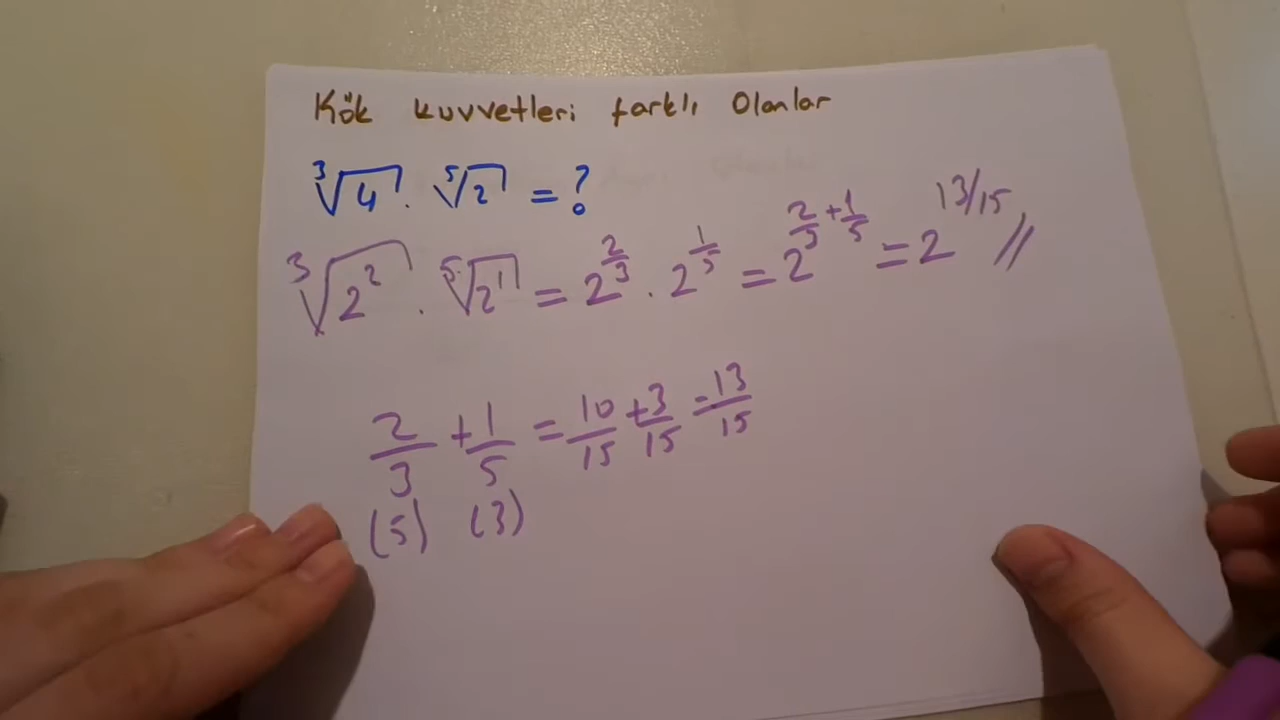 Kök kuvvetleri farklı Olanlar
∛4 . ⁵√2 = ?
∛2² . ⁵√2¹ = 2^(2/3) . 2^(1/5) = 2^(2/5 + 1/5) = 2^(13/15) //
2/3 + 1/5 = 10/15 + 3/15 = 13/15
(5) (3)